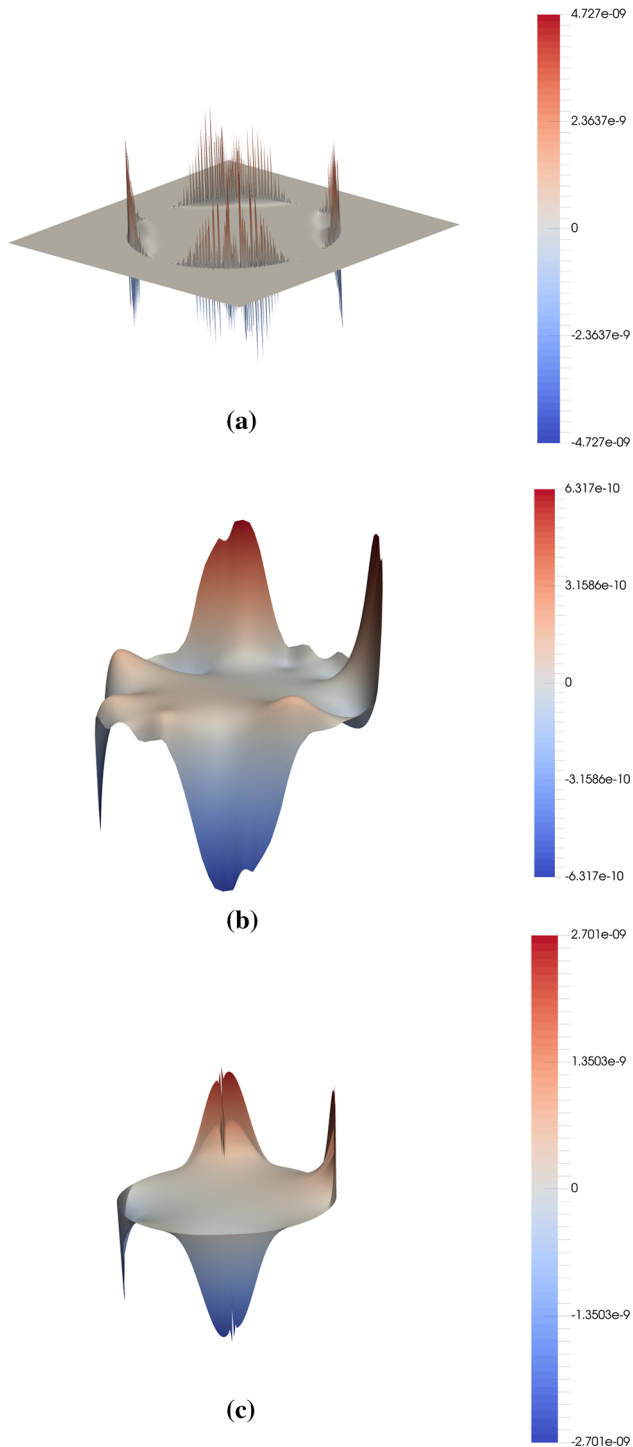 4.727e-09
2.3637e-9
0
-2.3637e-9
-4.727e-09
(a)
6.317e-10
3.1586e-10
0
-3.1586e-10
-6.317e-10
(b)
2.701e-09
1.3503e-9
0
-1.3503e-9
-2.701e-09
(c)